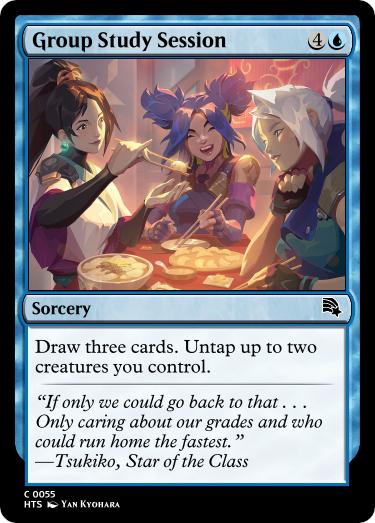 Group Study Session 4
Sorcery
Draw three cards. Untap up to two
creatures you control.
“If only we could go back to that . . .
Only caring about our grades and who
could run home the fastest.”
—Tsukiko, Star of the Class
C 0055
HTS Yan Kyohara